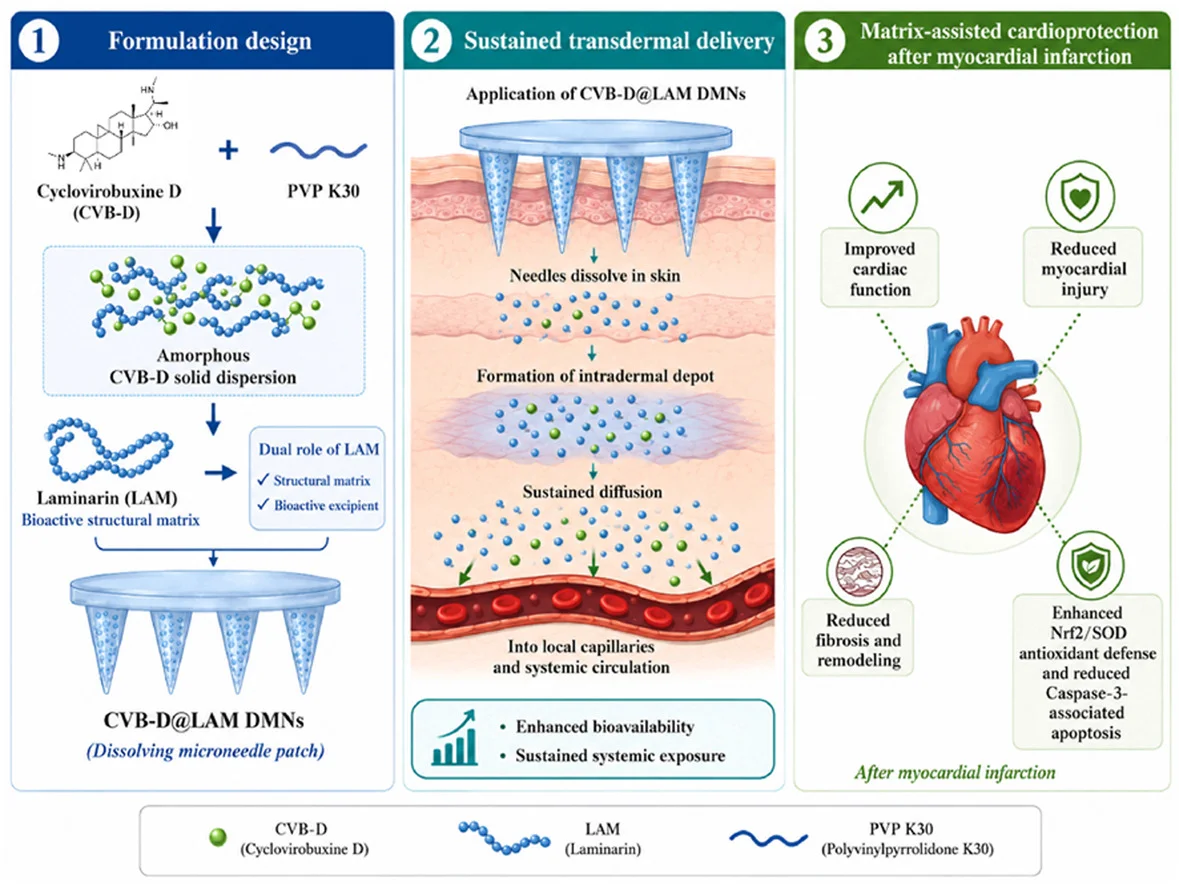 1 Formulation design
HN
H
H
OH
H
N
H
H
+
Cyclovirobuxine D
(CVB-D)
PVP K30
Amorphous
CVB-D solid dispersion
Laminarin (LAM)
Bioactive structural matrix
Dual role of LAM
✓ Structural matrix
✓ Bioactive excipient
CVB-D@LAM DMNs
(Dissolving microneedle patch)
2 Sustained transdermal delivery
Application of CVB-D@LAM DMNs
Needles dissolve in skin
Formation of intradermal depot
Sustained diffusion
Into local capillaries
and systemic circulation
• Enhanced bioavailability
• Sustained systemic exposure
3 Matrix-assisted cardioprotection
after myocardial infarction
Improved
cardiac
function
Reduced
myocardial
injury
Reduced
fibrosis and
remodeling
Enhanced
Nrf2/SOD
antioxidant defense
and reduced
Caspase-3-
associated
apoptosis
After myocardial infarction
CVB-D
(Cyclovirobuxine D)
LAM
(Laminarin)
PVP K30
(Polyvinylpyrrolidone K30)